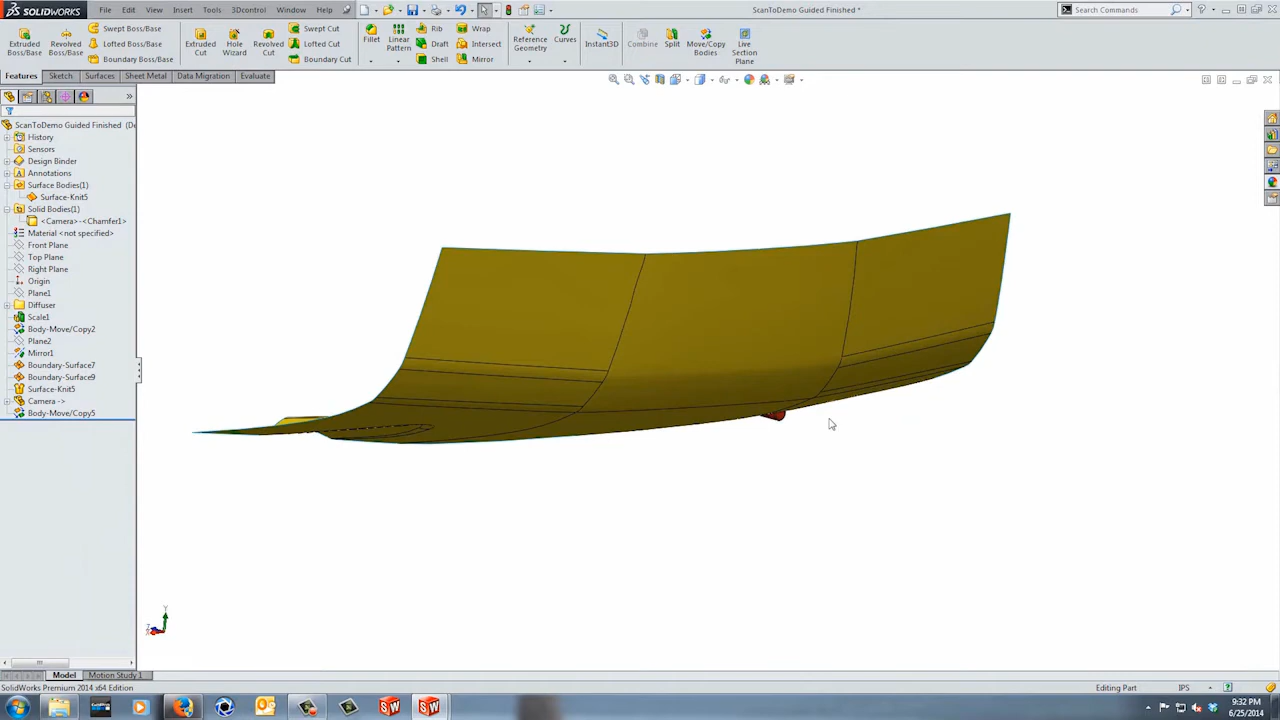 SOLIDWORKS File Edit View Insert Tools 3Dcontrol Window Help ScanToDemo Guided Finished * Search Commands
Extruded Boss/Base
Revolved Boss/Base
Swept Boss/Base
Lofted Boss/Base
Boundary Boss/Base
Extruded Cut
Hole Wizard
Revolved Cut
Swept Cut
Lofted Cut
Boundary Cut
Fillet
Linear Pattern
Rib
Draft
Shell
Wrap
Intersect
Mirror
Reference Geometry
Curves
Instant3D
Combine
Split
Move/Copy Bodies
Live Section Plane
Features Sketch Surfaces Sheet Metal Data Migration Evaluate
ScanToDemo Guided Finished (De
History
Sensors
Design Binder
Annotations
Surface Bodies(1)
Surface-Knit5
Solid Bodies(1)
<Camera>-<Chamfer1>
Material <not specified>
Front Plane
Top Plane
Right Plane
Origin
Plane1
Diffuser
Scale1
Body-Move/Copy2
Plane2
Mirror1
Boundary-Surface7
Boundary-Surface9
Surface-Knit5
Camera ->
Body-Move/Copy5
Y
Z
X
Model Motion Study 1
SolidWorks Premium 2014 x64 Edition Editing Part IPS
9:32 PM
6/25/2014